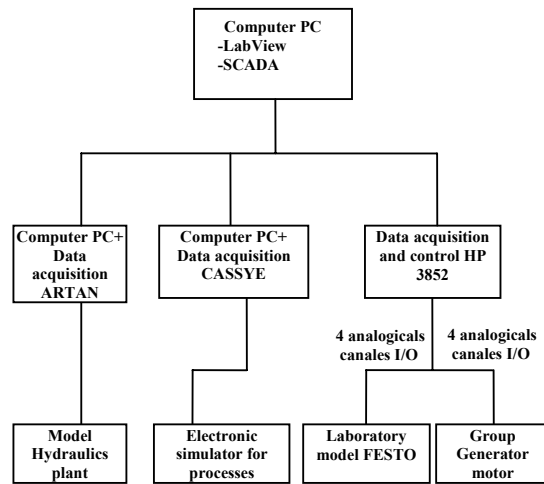 Computer PC
-LabView
-SCADA
Computer PC+
Data
acquisition
ARTAN
Computer PC+
Data acquisition
CASSYE
Data acquisition
and control HP
3852
4 analogicals
canales I/O
4 analogicals
canales I/O
Model
Hydraulics
plant
Electronic
simulator for
processes
Laboratory
model FESTO
Group
Generator
motor